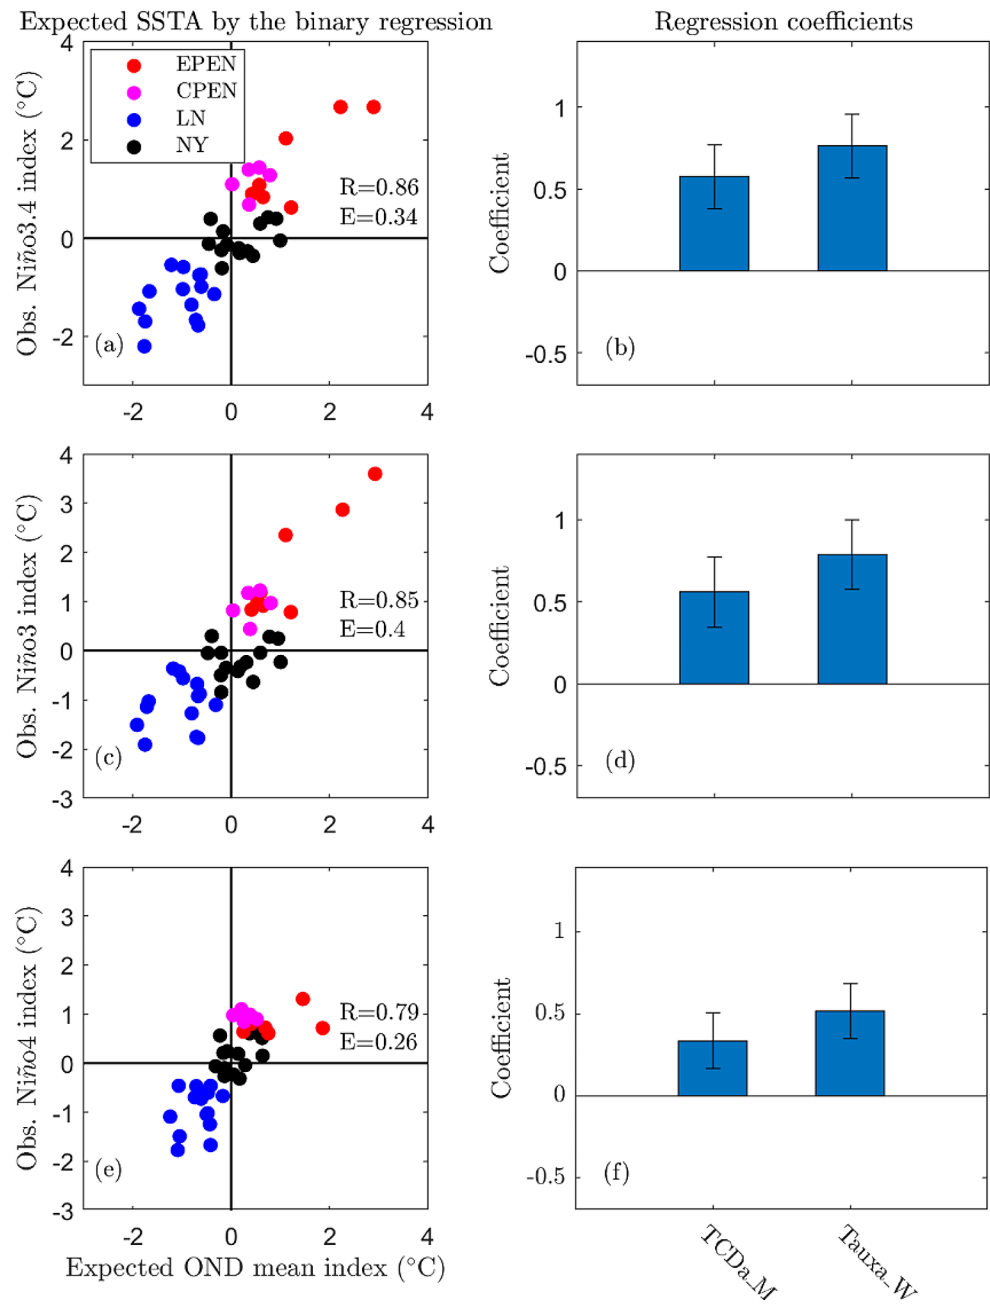 Expected SSTA by the binary regression
Regression coefficients
Obs. Niño3.4 index (°C)
4
2
0
-2
EPEN
CPEN
LN
NY
R=0.86
E=0.34
(a)
-2 0 2 4
Coefficient
1
0.5
0
-0.5
(b)
Obs. Niño3 index (°C)
4
3
2
1
0
-1
-2
-3
R=0.85
E=0.4
(c)
-2 0 2 4
Coefficient
1
0.5
0
-0.5
(d)
Obs. Niño4 index (°C)
4
3
2
1
0
-1
-2
-3
R=0.79
E=0.26
(e)
-2 0 2 4
Expected OND mean index (°C)
Coefficient
1
0.5
0
-0.5
(f)
TCDa_M
Tauxa_W